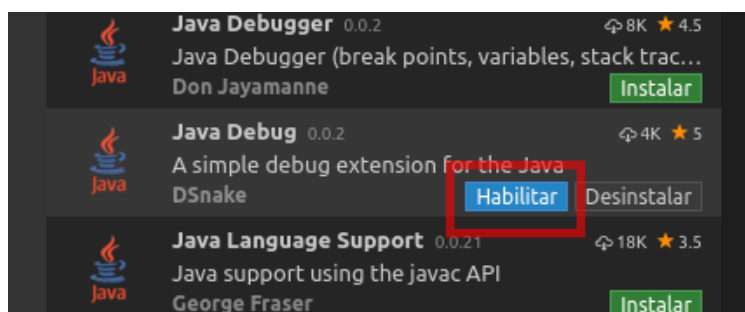 Java Debugger 0.0.2 8K ★ 4.5
Java Debugger (break points, variables, stack trac...
Java
Don Jayamanne Instalar
Java Debug 0.0.2 4K ★ 5
A simple debug extension for the Java
Java
DSnake Habilitar Desinstalar
Java Language Support 0.0.21 18K ★ 3.5
Java support using the javac API
Java
George Fraser Instalar